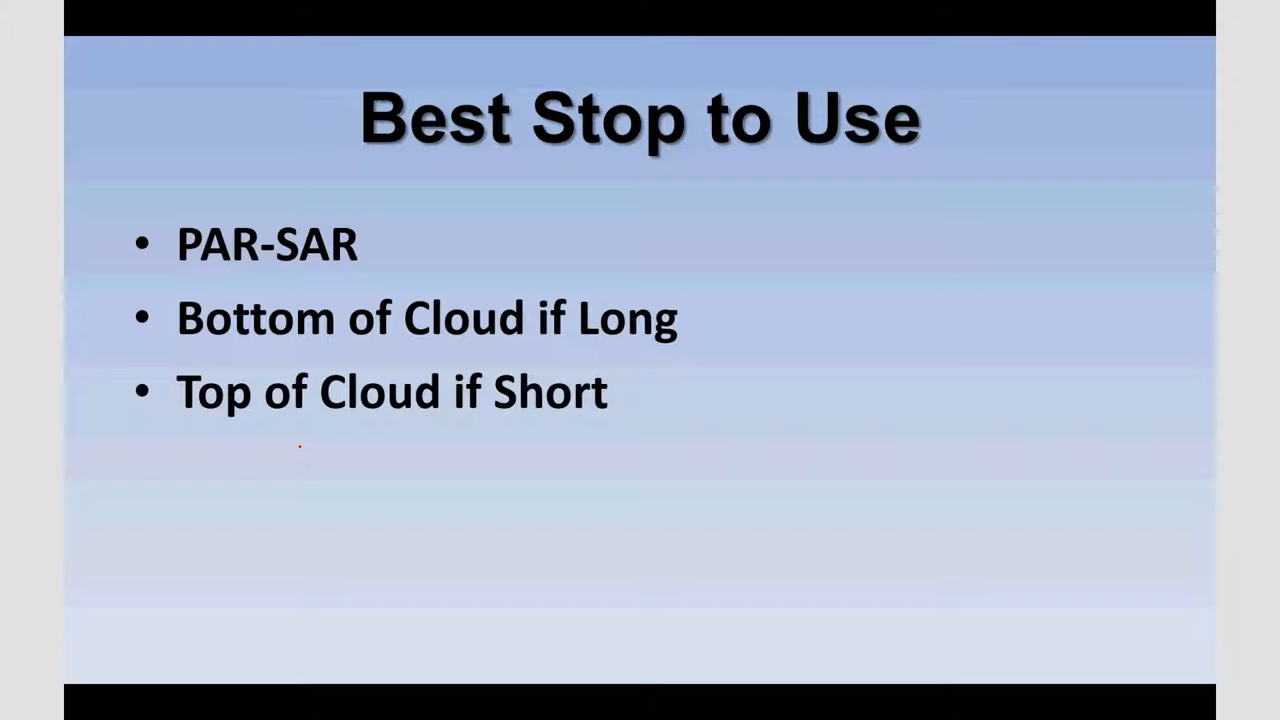 Best Stop to Use
• PAR-SAR
• Bottom of Cloud if Long
• Top of Cloud if Short